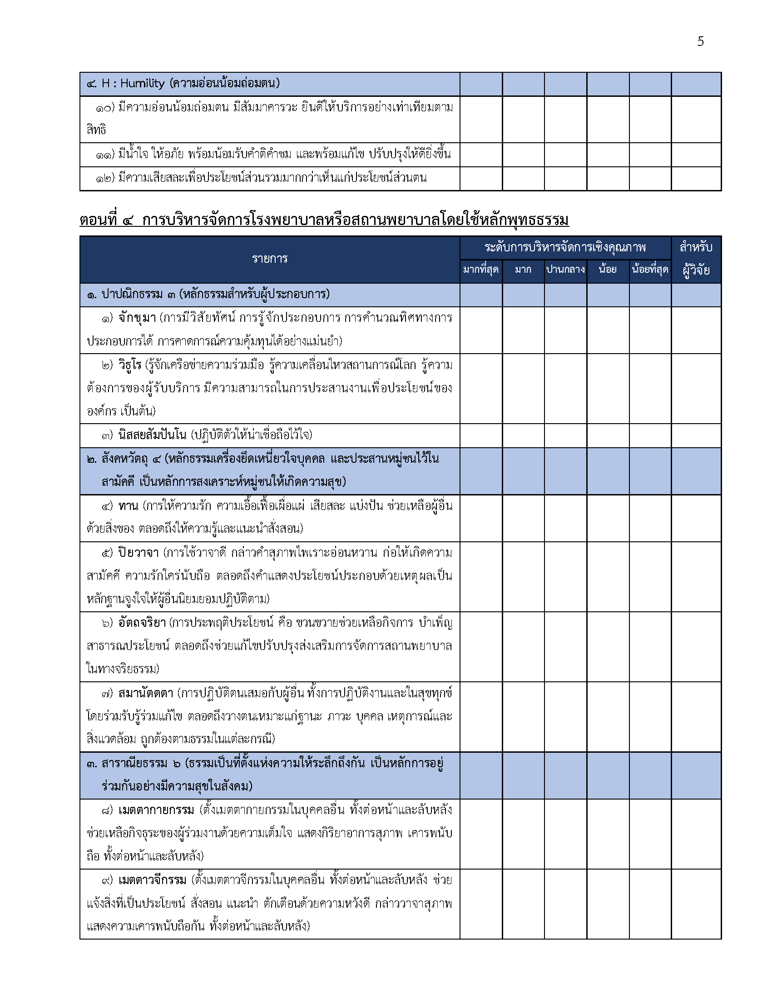 5
๔. H : Humility (ความอ่อนน้อมถ่อมตน)
๑๐) มีความอ่อนน้อมถ่อมตน มีสัมมาคารวะ ยินดีให้บริการอย่างเท่าเทียมตาม
สิทธิ
๑๑) มีน้ำใจ ให้อภัย พร้อมน้อมรับคำติคำชม และพร้อมแก้ไข ปรับปรุงให้ดียิ่งขึ้น
๑๒) มีความเสียสละเพื่อประโยชน์ส่วนรวมมากกว่าเห็นแก่ประโยชน์ส่วนตน
ตอนที่ ๔ การบริหารจัดการโรงพยาบาลหรือสถานพยาบาลโดยใช้หลักพุทธธรรม
รายการ
ระดับการบริหารจัดการเชิงคุณภาพ
สำหรับ
ผู้วิจัย
มากที่สุด มาก ปานกลาง น้อย น้อยที่สุด
๑. ปาปณิกธรรม ๓ (หลักธรรมสำหรับผู้ประกอบการ)
๑) จักขุมา (การมีวิสัยทัศน์ การรู้จักประกอบการ การคำนวณทิศทางการ
ประกอบการได้ การคาดการณ์ความคุ้มทุนได้อย่างแม่นยำ)
๒) วิธูโร (รู้จักเครือข่ายความร่วมมือ รู้ความเคลื่อนไหวสถานการณ์โลก รู้ความ
ต้องการของผู้รับบริการ มีความสามารถในการประสานงานเพื่อประโยชน์ของ
องค์กร เป็นต้น)
๓) นิสสยสัมปันโน (ปฏิบัติตัวให้น่าเชื่อถือไว้ใจ)
๒. สังคหวัตถุ ๔ (หลักธรรมเครื่องยึดเหนี่ยวใจบุคคล และประสานหมู่ชนไว้ใน
สามัคคี เป็นหลักการสงเคราะห์หมู่ชนให้เกิดความสุข)
๔) ทาน (การให้ความรัก ความเอื้อเฟื้อเผื่อแผ่ เสียสละ แบ่งปัน ช่วยเหลือผู้อื่น
ด้วยสิ่งของ ตลอดถึงให้ความรู้และแนะนำสั่งสอน)
๕) ปิยวาจา (การใช้วาจาดี กล่าวคำสุภาพไพเราะอ่อนหวาน ก่อให้เกิดความ
สามัคคี ความรักใคร่นับถือ ตลอดถึงคำแสดงประโยชน์ประกอบด้วยเหตุผลเป็น
หลักฐานจูงใจให้ผู้อื่นนิยมยอมปฏิบัติตาม)
๖) อัตถจริยา (การประพฤติประโยชน์ คือ ขวนขวายช่วยเหลือกิจการ บำเพ็ญ
สาธารณประโยชน์ ตลอดถึงช่วยแก้ไขปรับปรุงส่งเสริมการจัดการสถานพยาบาล
ในทางจริยธรรม)
๗) สมานัตตตา (การปฏิบัติตนเสมอกับผู้อื่น ทั้งการปฏิบัติงานและในสุขทุกข์
โดยร่วมรับรู้ร่วมแก้ไข ตลอดถึงวางตนเหมาะแก่ฐานะ ภาวะ บุคคล เหตุการณ์และ
สิ่งแวดล้อม ถูกต้องตามธรรมในแต่ละกรณี)
๓. สาราณียธรรม ๖ (ธรรมเป็นที่ตั้งแห่งความให้ระลึกถึงกัน เป็นหลักการอยู่
ร่วมกันอย่างมีความสุขในสังคม)
๘) เมตตากายกรรม (ตั้งเมตตากายกรรมในบุคคลอื่น ทั้งต่อหน้าและลับหลัง
ช่วยเหลือกิจธุระของผู้ร่วมงานด้วยความเต็มใจ แสดงกิริยาอาการสุภาพ เคารพนับ
ถือ ทั้งต่อหน้าและลับหลัง)
๙) เมตตาวจีกรรม (ตั้งเมตตาวจีกรรมในบุคคลอื่น ทั้งต่อหน้าและลับหลัง ช่วย
แจ้งสิ่งที่เป็นประโยชน์ สั่งสอน แนะนำ ตักเตือนด้วยความหวังดี กล่าววาจาสุภาพ
แสดงความเคารพนับถือกัน ทั้งต่อหน้าและลับหลัง)